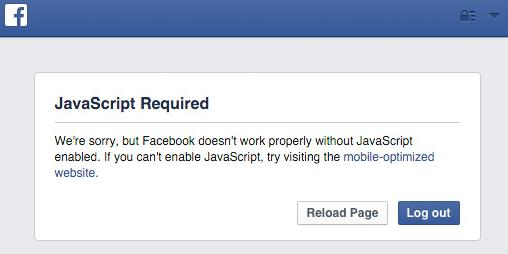 f
JavaScript Required
We're sorry, but Facebook doesn't work properly without JavaScript
enabled. If you can't enable JavaScript, try visiting the mobile-optimized
website.
Reload Page Log out